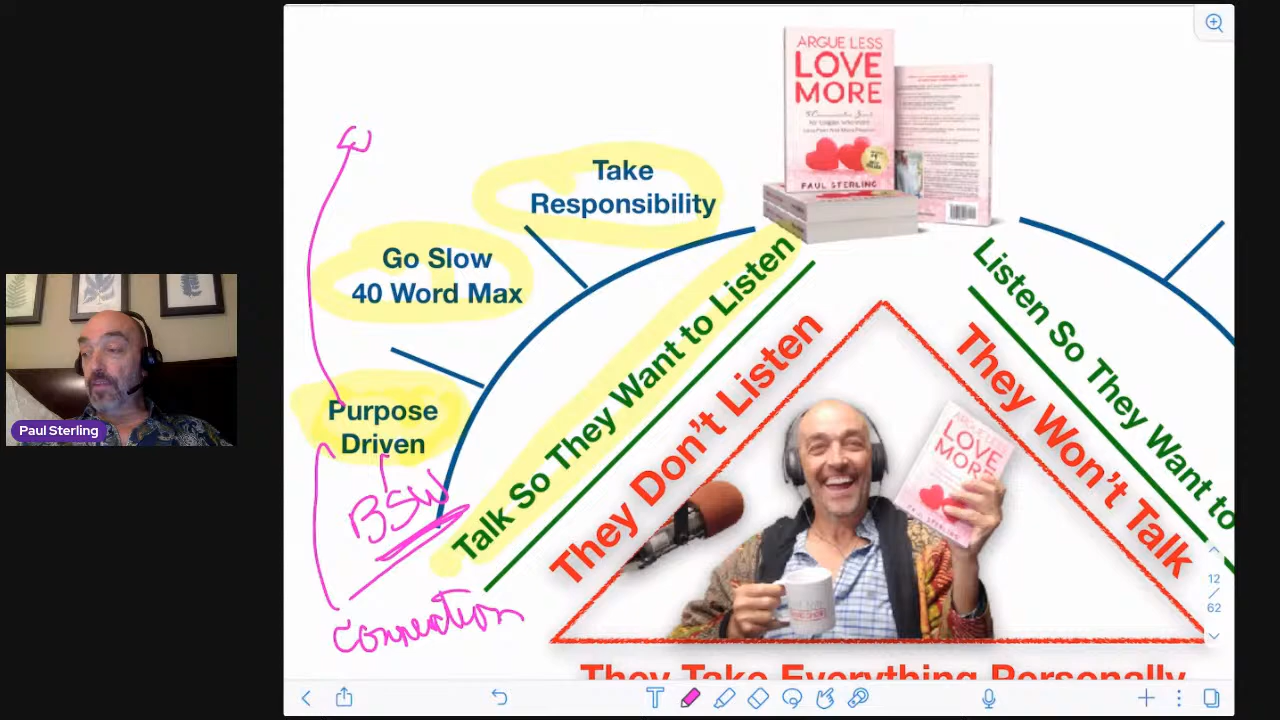 ARGUE LESS
LOVE
MORE
PAUL STERLING
Take
Responsibility
Go Slow
40 Word Max
Purpose
Driven
BSW
Connection
Talk So They Want to Listen
They Don't Listen
Listen So They Want to
They Won't Talk
LOVE
MORE
They Take Everything Personally
Paul Sterling
12
/
62
T